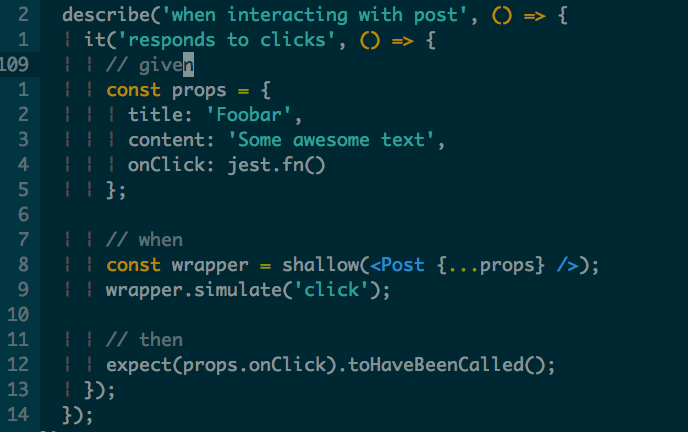 2 describe('when interacting with post', () => {
1 it('responds to clicks', () => {
109 // given
1 const props = {
2 title: 'Foobar',
3 content: 'Some awesome text',
4 onClick: jest.fn()
5 };
6
7 // when
8 const wrapper = shallow(<Post {...props} />);
9 wrapper.simulate('click');
10
11 // then
12 expect(props.onClick).toHaveBeenCalled();
13 });
14 });